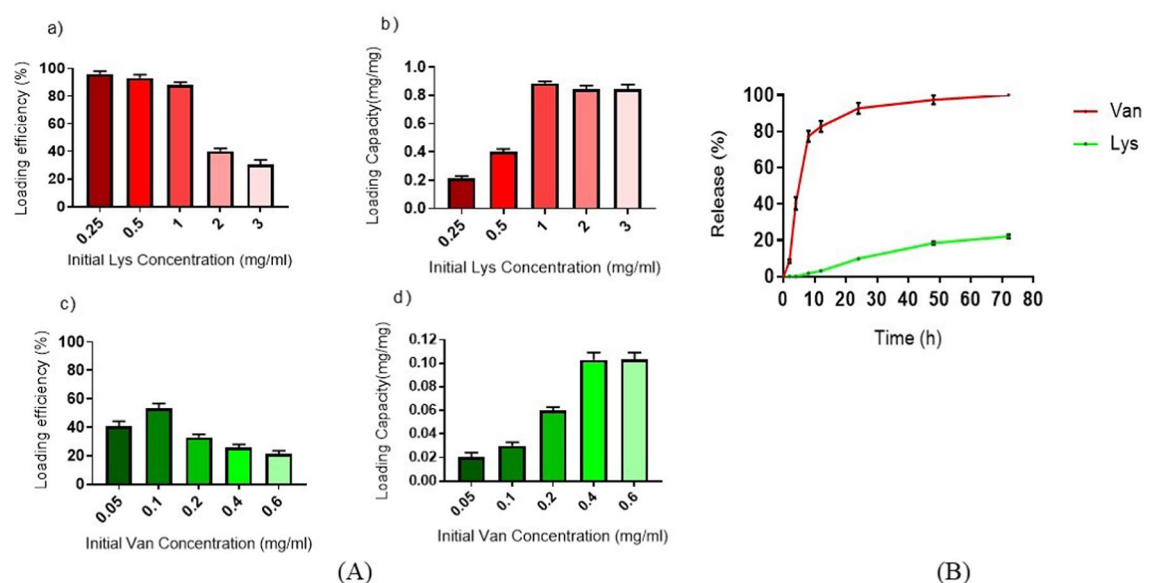 a)
Loading efficiency (%)
100
80
60
40
20
0
0.25 0.5 1 2 3
Initial Lys Concentration (mg/ml)
b)
Loading Capacity(mg/mg)
1.0
0.8
0.6
0.4
0.2
0.0
0.25 0.5 1 2 3
Initial Lys Concentration (mg/ml)
c)
Loading efficiency (%)
100
80
60
40
20
0
0.05 0.1 0.2 0.4 0.6
Initial Van Concentration (mg/ml)
d)
Loading Capacity(mg/mg)
0.12
0.10
0.08
0.06
0.04
0.02
0.00
0.05 0.1 0.2 0.4 0.6
Initial Van Concentration (mg/ml)
(A)
Release (%)
100
80
60
40
20
0
0 10 20 30 40 50 60 70 80
Time (h)
Van
Lys
(B)